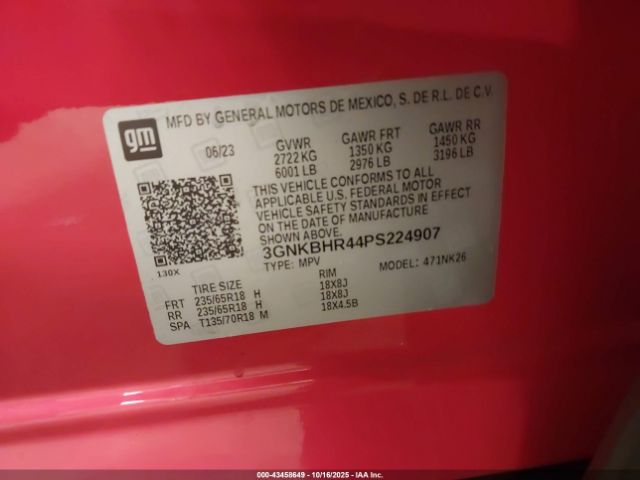 gm
MFD BY GENERAL MOTORS DE MEXICO, S. DE R.L. DE C.V.
06/23 GVWR GAWR FRT GAWR RR
2722 KG 1350 KG 1450 KG
6001 LB 2976 LB 3196 LB
THIS VEHICLE CONFORMS TO ALL
APPLICABLE U.S. FEDERAL MOTOR
VEHICLE SAFETY STANDARDS IN EFFECT
ON THE DATE OF MANUFACTURE
3GNKBHR44PS224907
TYPE: MPV MODEL: 471NK26
130X
TIRE SIZE RIM
FRT 235/65R18 H 18X8J
RR 235/65R18 H 18X8J
SPA T135/70R18 M 18X4.5B
000-43458649 - 10/16/2025 - IAA Inc.